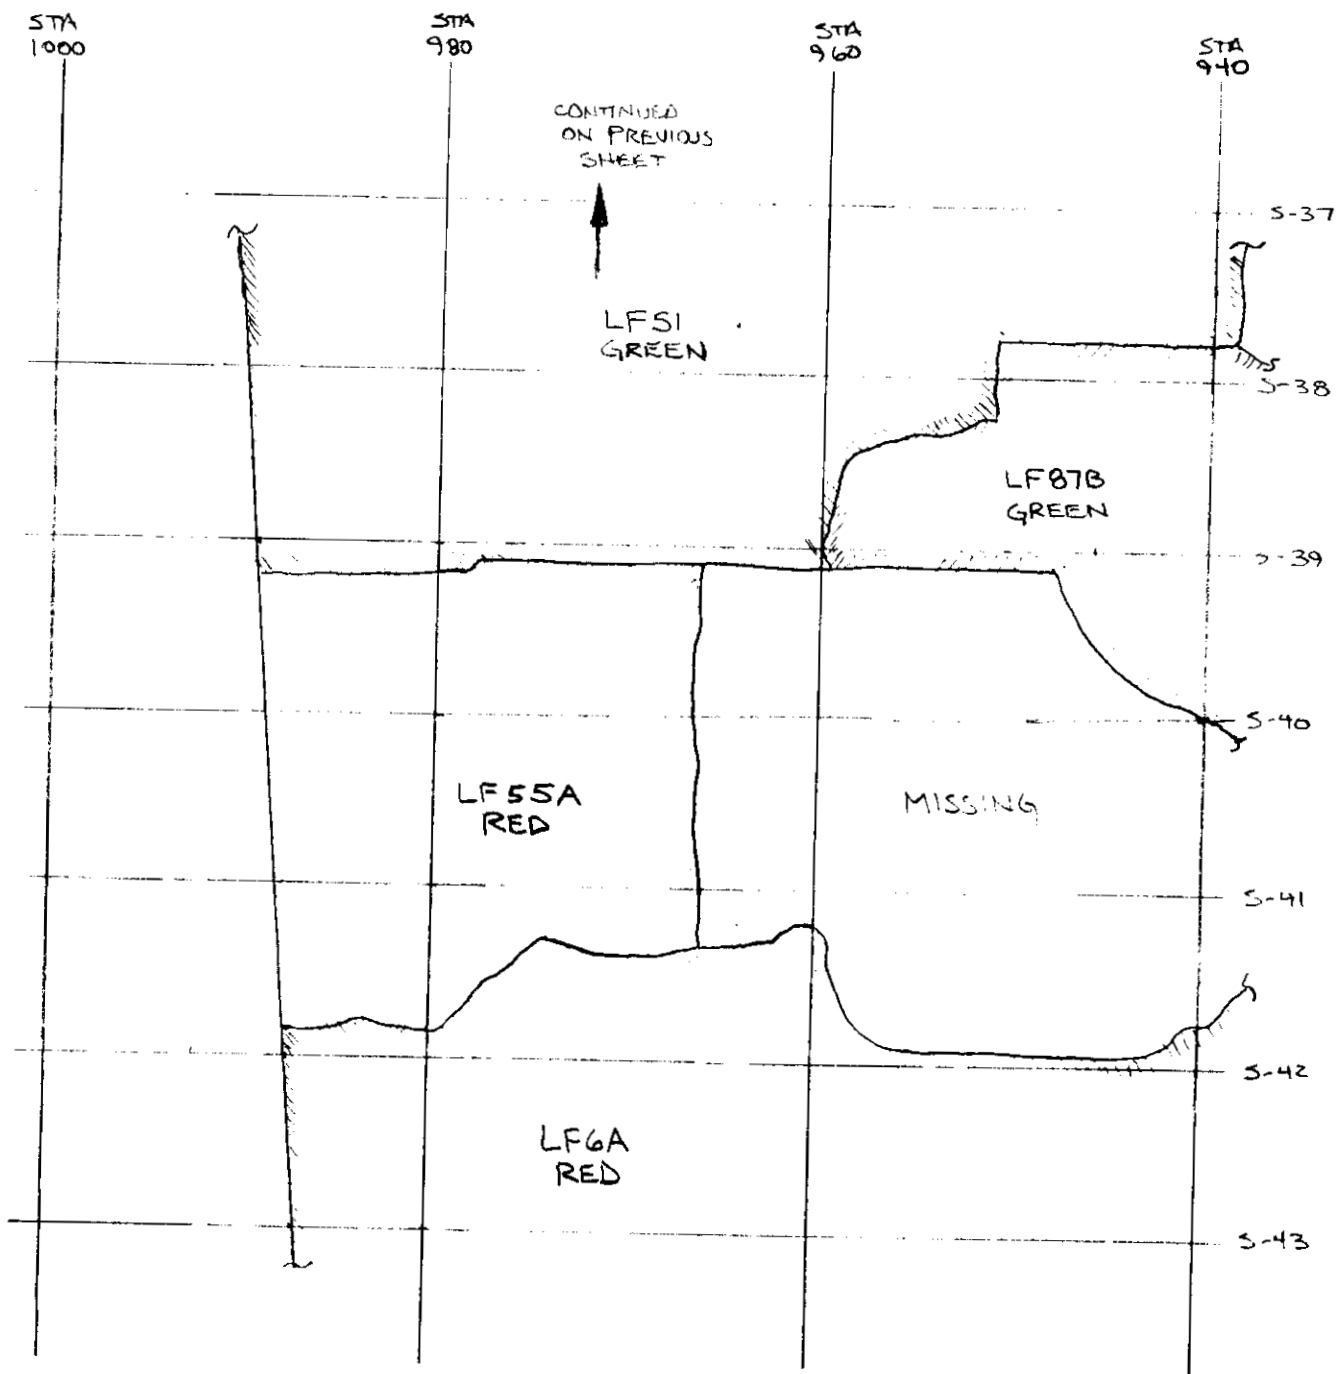 STA
1000
STA
980
STA
960
STA
940
CONTINUED
ON PREVIOUS
SHEET
S-37
LF51
GREEN
S-38
LF87B
GREEN
S-39
S-40
LF55A
RED
MISSING
S-41
S-42
LF6A
RED
S-43